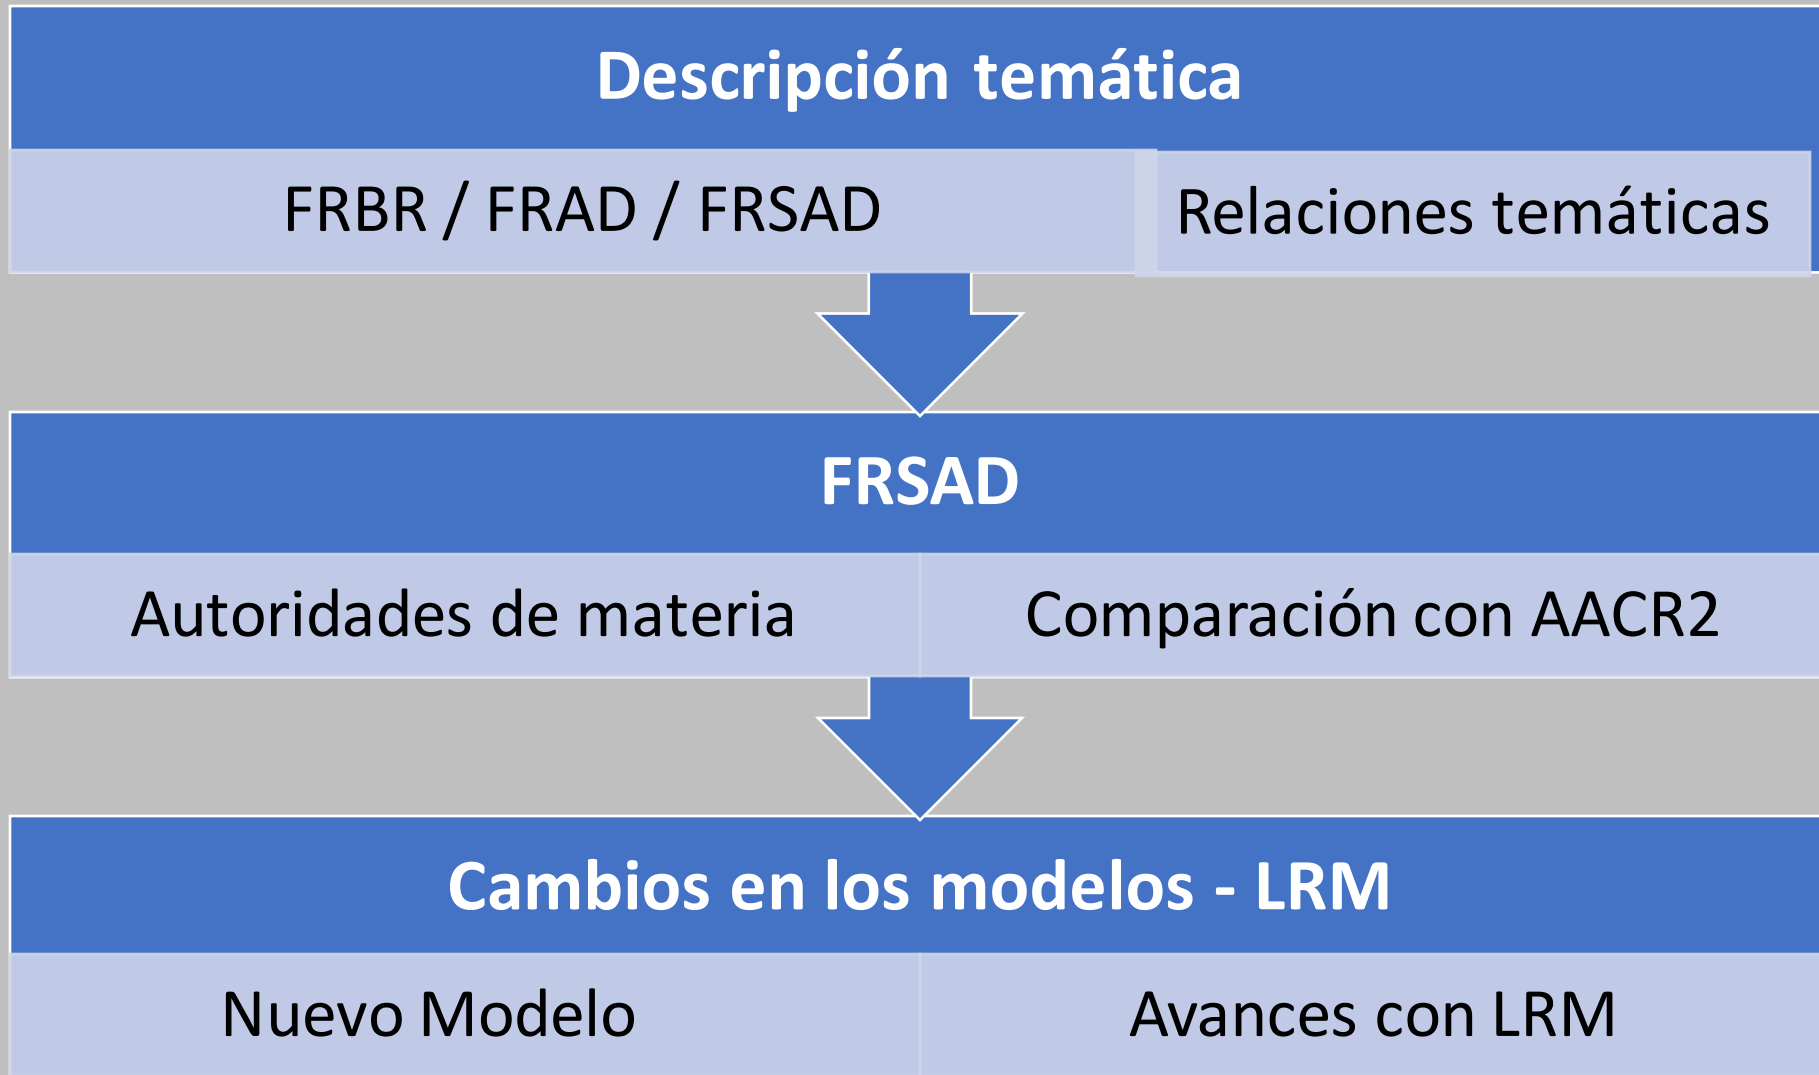 Descripción temática
FRBR / FRAD / FRSAD
Relaciones temáticas
FRSAD
Autoridades de materia
Comparación con AACR2
Cambios en los modelos - LRM
Nuevo Modelo
Avances con LRM